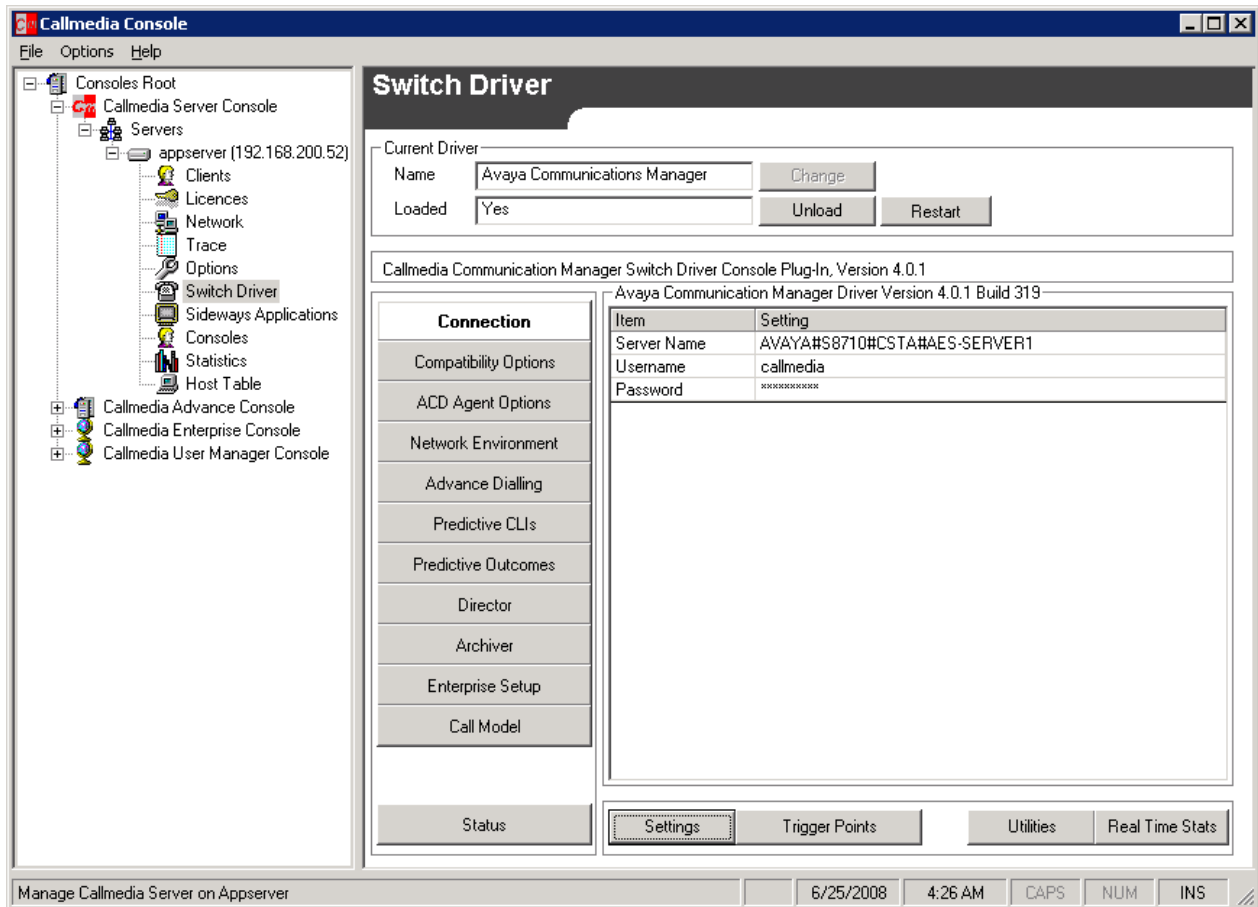 Callmedia Console
File Options Help
Consoles Root
Callmedia Server Console
Servers
appserver (192.168.200.52)
Clients
Licences
Network
Trace
Options
Switch Driver
Sideways Applications
Consoles
Statistics
Host Table
Callmedia Advance Console
Callmedia Enterprise Console
Callmedia User Manager Console
Switch Driver
Current Driver
Name Avaya Communications Manager Change
Loaded Yes Unload Restart
Callmedia Communication Manager Switch Driver Console Plug-In, Version 4.0.1
Connection
Compatibility Options
ACD Agent Options
Network Environment
Advance Dialling
Predictive CLIs
Predictive Outcomes
Director
Archiver
Enterprise Setup
Call Model
Status
Avaya Communication Manager Driver Version 4.0.1 Build 319
Item Setting
Server Name AVAYA#S8710#CSTA#AES-SERVER1
Username callmedia
Password **********
Settings Trigger Points Utilities Real Time Stats
Manage Callmedia Server on Appserver 6/25/2008 4:26 AM CAPS NUM INS